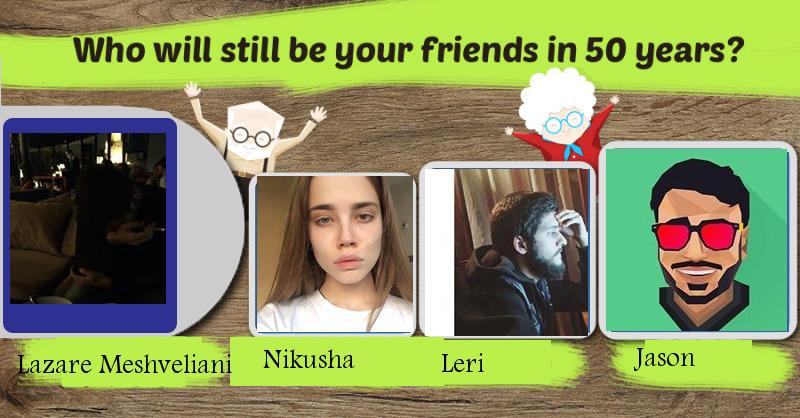 Who will still be your friends in 50 years?
Lazare Meshveliani
Nikusha
Leri
Jason